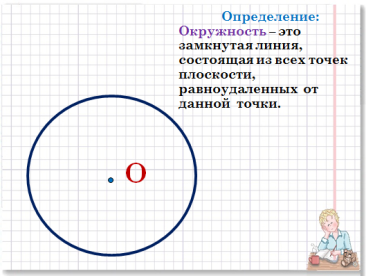 Определение:
Окружность – это
замкнутая линия,
состоящая из всех точек
плоскости,
равноудаленных от
данной точки.
О